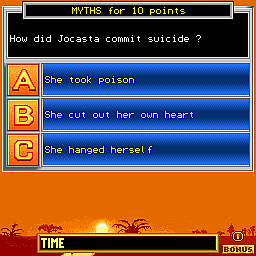 MYTHS for 10 points
How did Jocasta commit suicide ?
A She took poison
B She cut out her own heart
C She hanged herself
TIME
1
BONUS